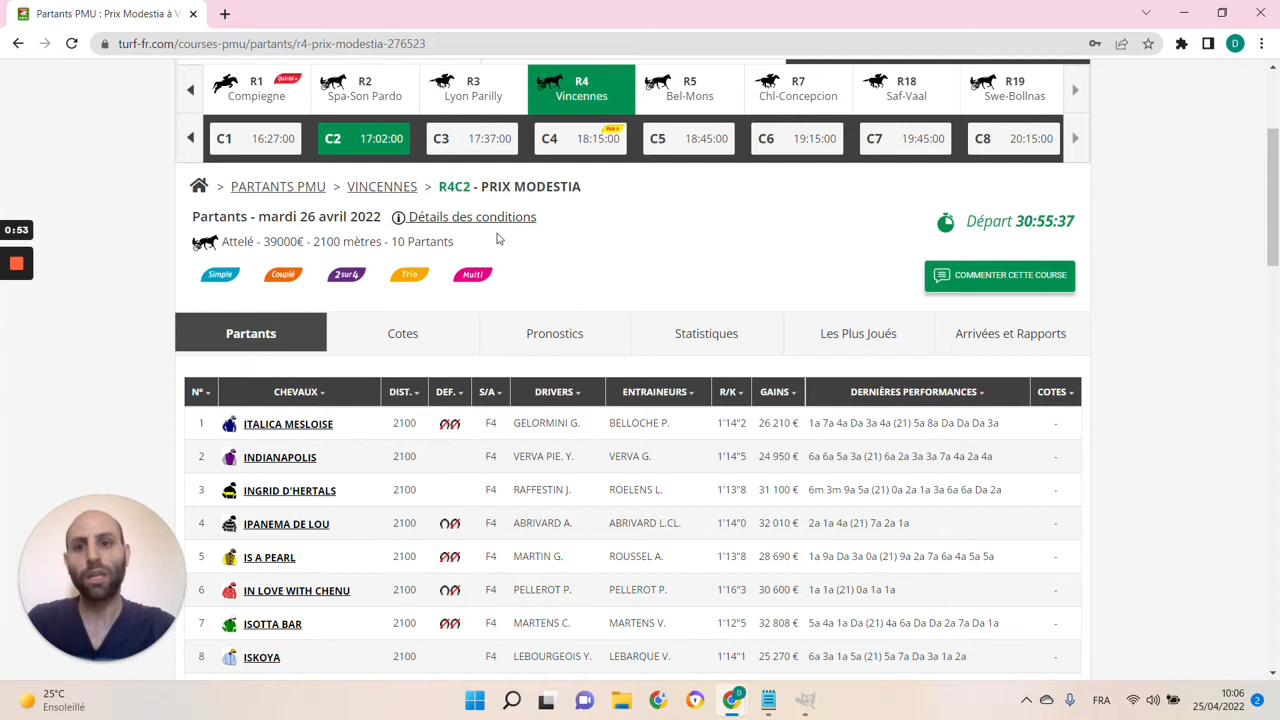 Partants PMU : Prix Modestia à V
turf-fr.com/courses-pmu/partants/r4-prix-modestia-276523
D
R1 Compiegne Quinté+
R2 Spa-Son Pardo
R3 Lyon Parilly
R4 Vincennes
R5 Bel-Mons
R7 Chl-Concepcion
R18 Saf-Vaal
R19 Swe-Bollnas
C1 16:27:00 C2 17:02:00 C3 17:37:00 C4 18:15:00 C5 18:45:00 C6 19:15:00 C7 19:45:00 C8 20:15:00
> PARTANTS PMU > VINCENNES > R4C2 - PRIX MODESTIA
Partants - mardi 26 avril 2022 Détails des conditions
Départ 30:55:37
0:53
Attelé - 39000€ - 2100 mètres - 10 Partants
Simple Couplé 2sur4 Trio Multi
COMMENTER CETTE COURSE
Partants Cotes Pronostics Statistiques Les Plus Joués Arrivées et Rapports
N° CHEVAUX DIST. DEF. S/A DRIVERS ENTRAINEURS R/K GAINS DERNIÈRES PERFORMANCES COTES
1 ITALICA MESLOISE 2100 F4 GELORMINI G. BELLOCHE P. 1'14"2 26 210 € 1a 7a 4a Da 3a 4a (21) 5a 8a Da Da Da 3a -
2 INDIANAPOLIS 2100 F4 VERVA PIE. Y. VERVA G. 1'14"5 24 950 € 6a 6a 5a 3a (21) 6a 2a 3a 3a 7a 4a 2a 4a -
3 INGRID D'HERTALS 2100 F4 RAFFESTIN J. ROELENS L. 1'13"8 31 100 € 6m 3m 9a 5a (21) 0a 2a 1a 3a 6a 6a Da 2a -
4 IPANEMA DE LOU 2100 F4 ABRIVARD A. ABRIVARD L.CL. 1'14"0 32 010 € 2a 1a 4a (21) 7a 2a 1a -
5 IS A PEARL 2100 F4 MARTIN G. ROUSSEL A. 1'13"8 28 690 € 1a 9a Da 3a 0a (21) 9a 2a 7a 6a 4a 5a 5a -
6 IN LOVE WITH CHENU 2100 F4 PELLEROT P. PELLEROT P. 1'16"3 30 600 € 1a 1a (21) 0a 1a 1a -
7 ISOTTA BAR 2100 F4 MARTENS C. MARTENS V. 1'12"5 32 808 € 5a 4a 1a Da (21) 4a 6a Da Da 2a 7a Da 1a -
8 ISKOYA 2100 F4 LEBOURGEOIS Y. LEBARQUE V. 1'14"1 25 270 € 6a 3a 1a 5a (21) 5a 7a Da 3a 1a 2a -
25°C
Ensoleillé
D
FRA
10:06
25/04/2022
2